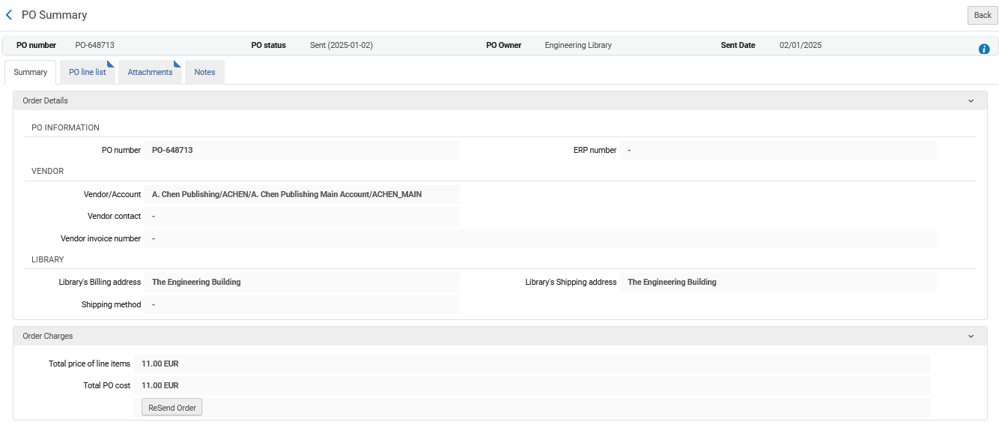 PO Summary Back
PO number PO-648713 PO status Sent (2025-01-02) PO Owner Engineering Library Sent Date 02/01/2025
Summary PO line list Attachments Notes
Order Details
PO INFORMATION
PO number PO-648713 ERP number -
VENDOR
Vendor/Account A. Chen Publishing/ACHEN/A. Chen Publishing Main Account/ACHEN_MAIN
Vendor contact -
Vendor invoice number -
LIBRARY
Library's Billing address The Engineering Building Library's Shipping address The Engineering Building
Shipping method -
Order Charges
Total price of line items 11.00 EUR
Total PO cost 11.00 EUR
ReSend Order